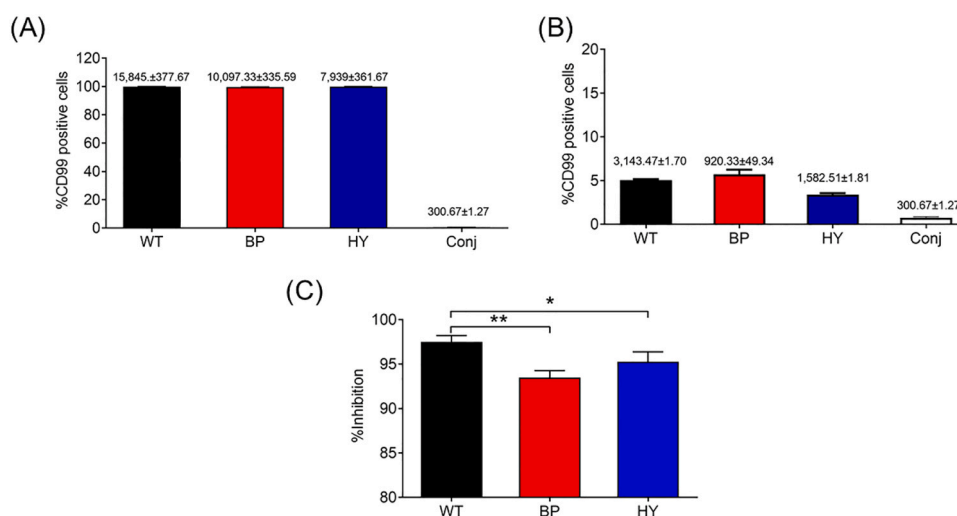 (A)
%CD99 positive cells
120
100
80
60
40
20
0
15,845.±377.67 10,097.33±335.59 7,939±361.67
300.67±1.27
WT BP HY Conj
(B)
%CD99 positive cells
20
15
10
5
0
3,143.47±1.70 920.33±49.34
1,582.51±1.81
300.67±1.27
WT BP HY Conj
(C)
%Inhibition
100
95
90
85
80
*
**
WT BP HY